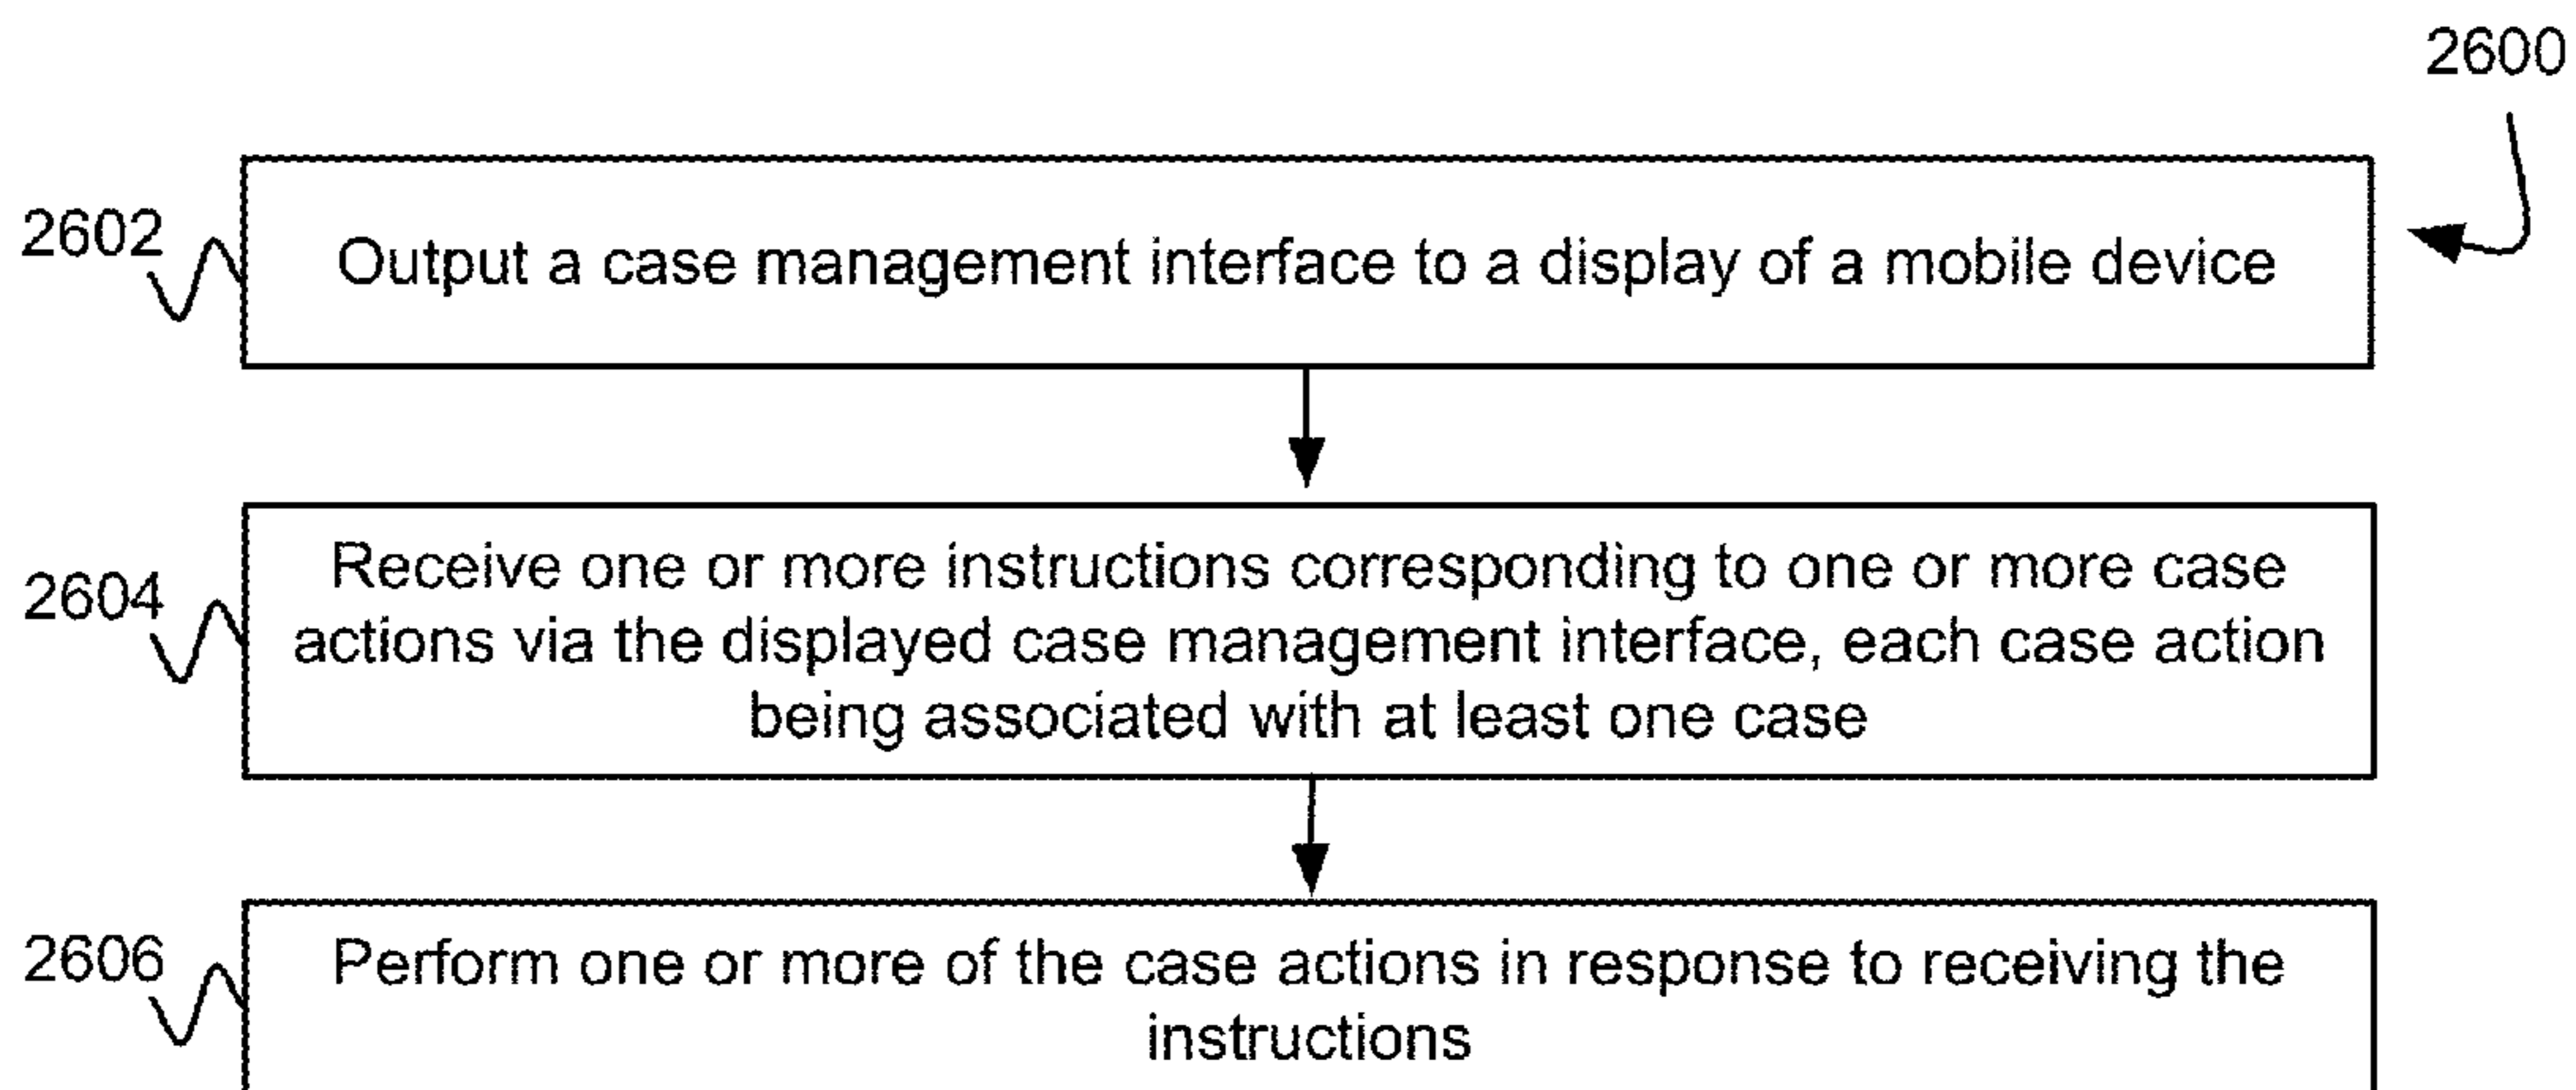 2600
2602
Output a case management interface to a display of a mobile device
2604
Receive one or more instructions corresponding to one or more case
actions via the displayed case management interface, each case action
being associated with at least one case
2606
Perform one or more of the case actions in response to receiving the
instructions